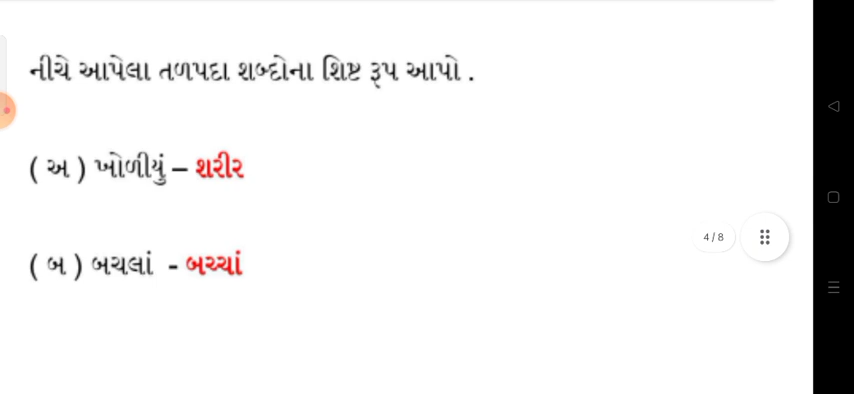 નીચે આપેલા તળપદા શબ્દોના શિષ્ટ રૂપ આપો .
( અ ) ખોળીયું – શરીર
4 / 8
( બ ) બચલાં - બચ્ચાં